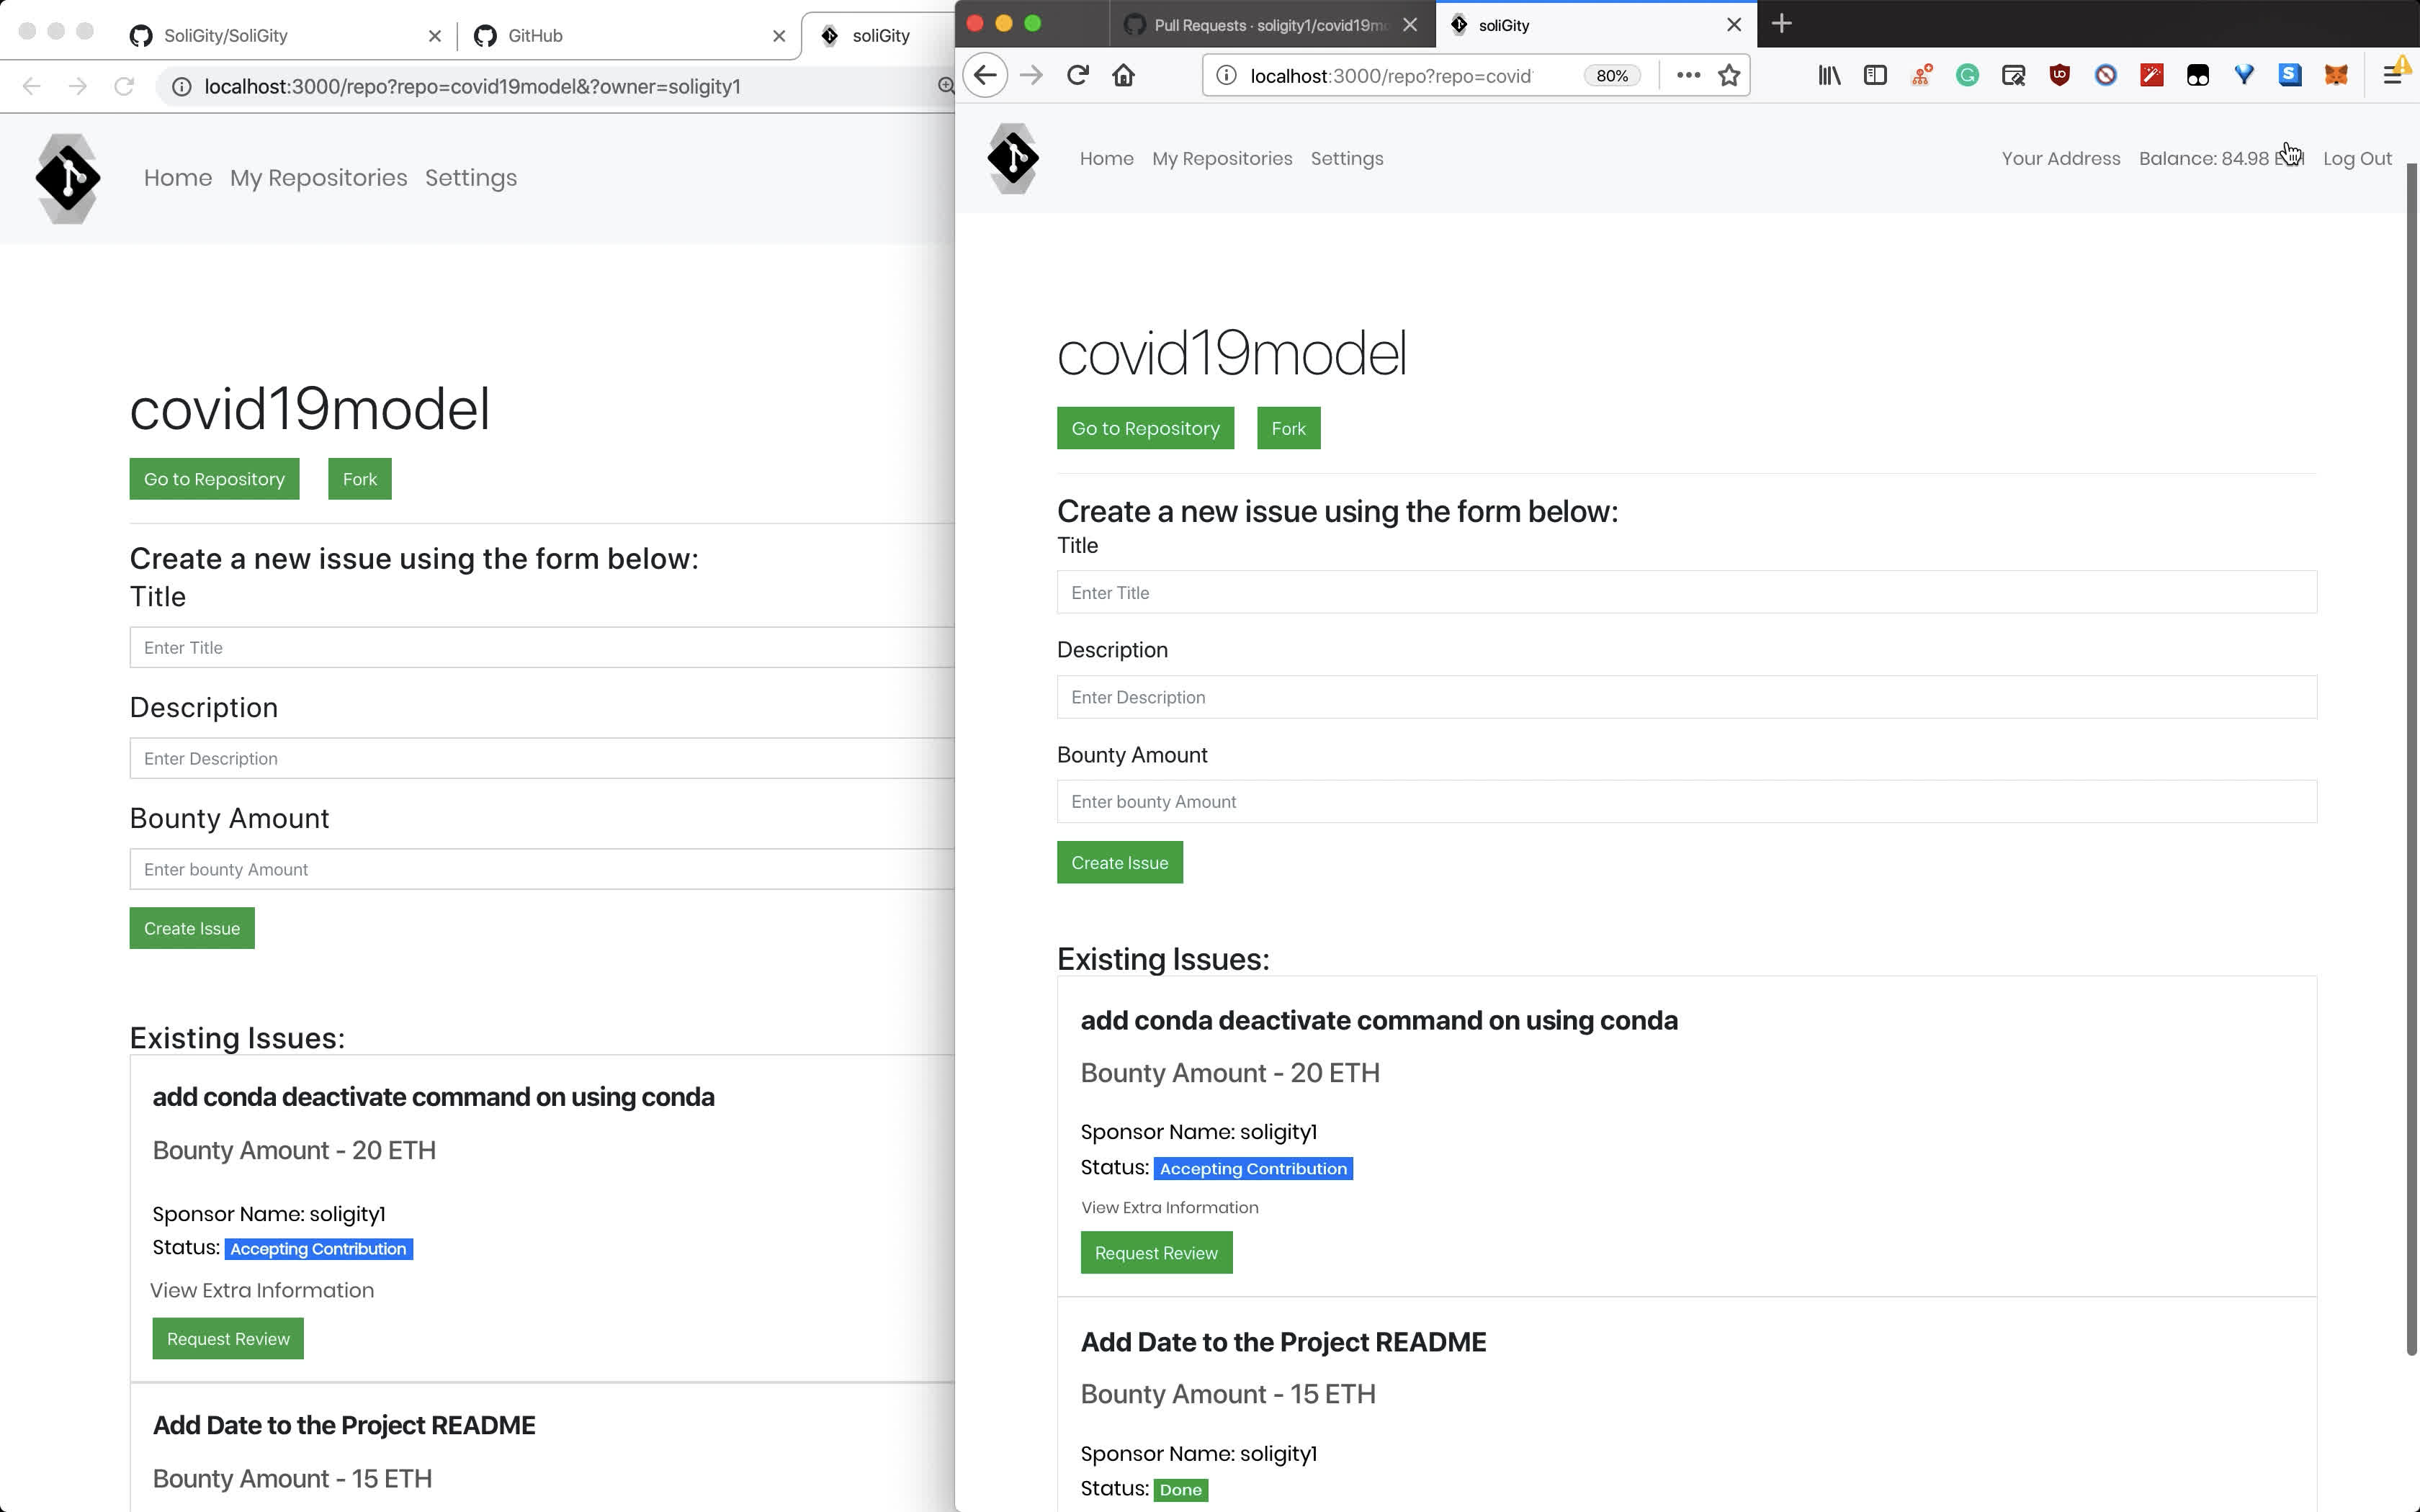 SoliGity/SoliGity
GitHub
soliGity
localhost:3000/repo?repo=covid19model&?owner=soligity1
Home My Repositories Settings
covid19model
Go to Repository Fork
Create a new issue using the form below:
Title
Enter Title
Description
Enter Description
Bounty Amount
Enter bounty Amount
Create Issue
Existing Issues:
add conda deactivate command on using conda
Bounty Amount - 20 ETH
Sponsor Name: soligity1
Status: Accepting Contribution
View Extra Information
Request Review
Add Date to the Project README
Bounty Amount - 15 ETH
Pull Requests · soligity1/covid19mo
soliGity
localhost:3000/repo?repo=covid
80%
Home My Repositories Settings
Your Address Balance: 84.98 Log Out
covid19model
Go to Repository Fork
Create a new issue using the form below:
Title
Enter Title
Description
Enter Description
Bounty Amount
Enter bounty Amount
Create Issue
Existing Issues:
add conda deactivate command on using conda
Bounty Amount - 20 ETH
Sponsor Name: soligity1
Status: Accepting Contribution
View Extra Information
Request Review
Add Date to the Project README
Bounty Amount - 15 ETH
Sponsor Name: soligity1
Status: Done